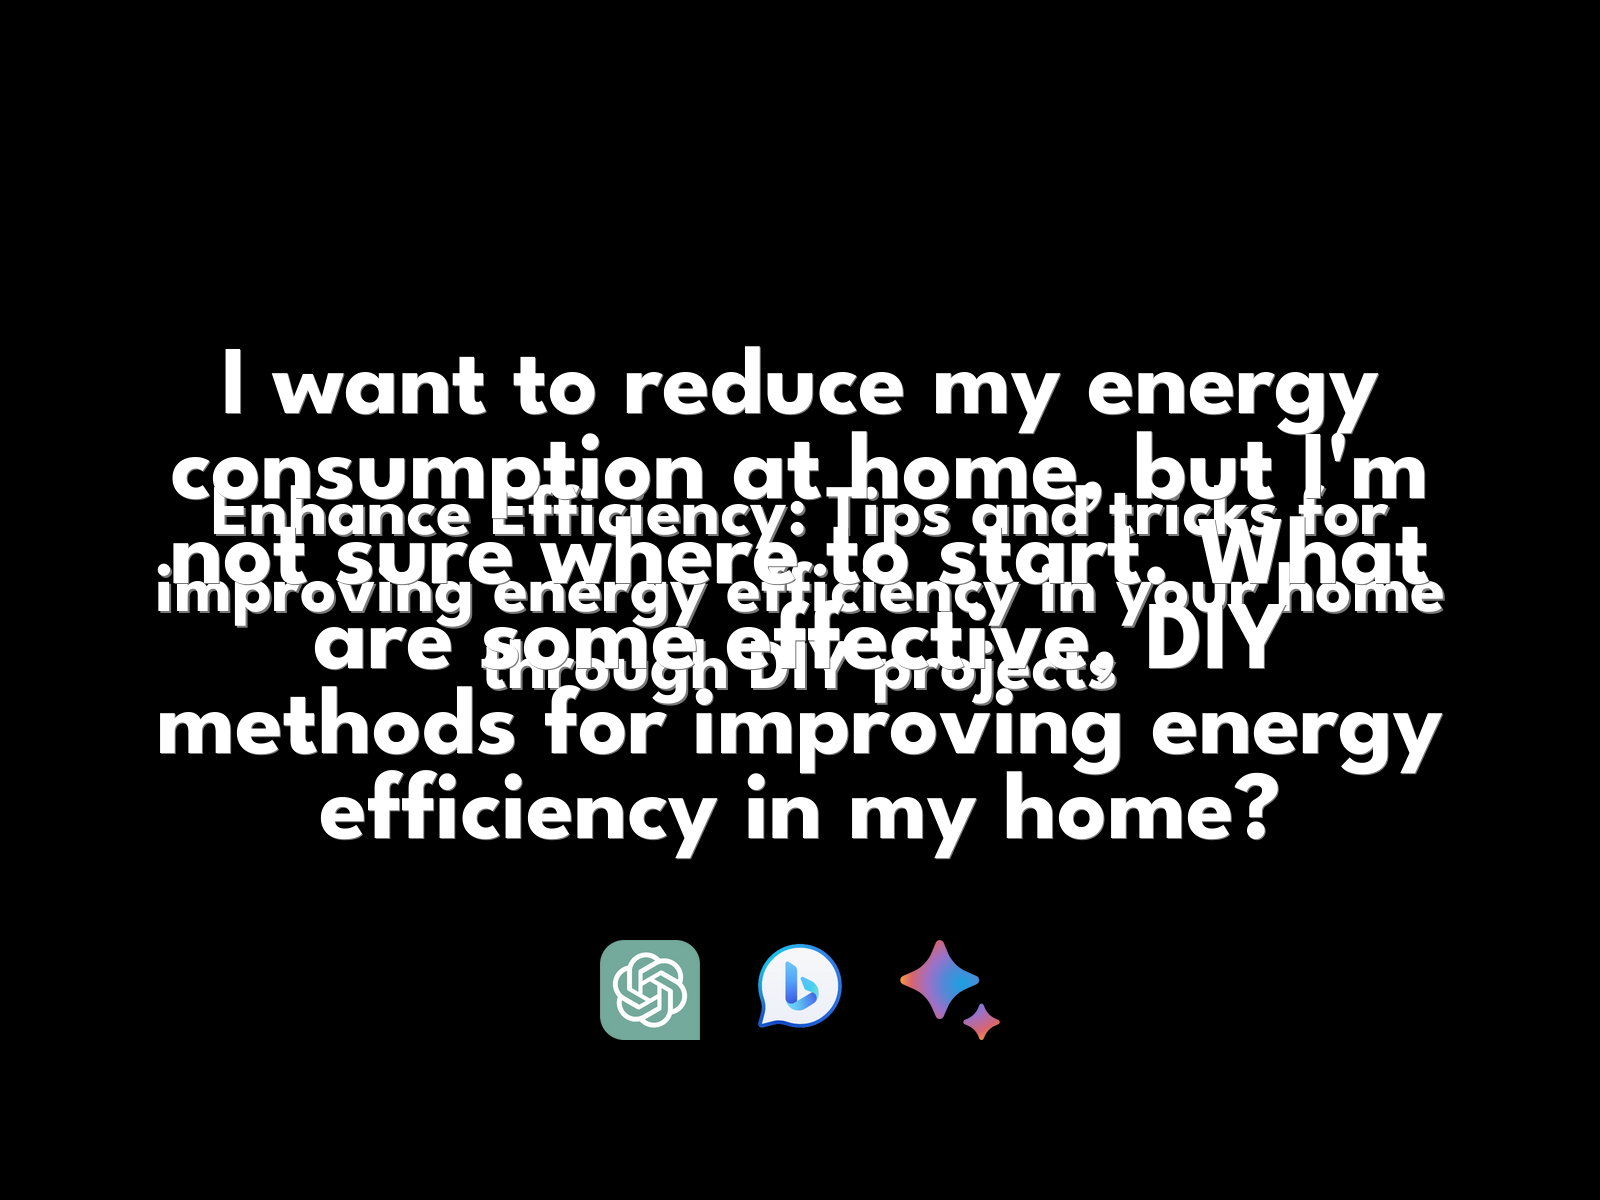 I want to reduce my energy
consumption at home, but I'm
not sure where to start. What
are some effective, DIY
methods for improving energy
efficiency in my home?
Enhance Efficiency: Tips and tricks for
improving energy efficiency in your home
through DIY projects